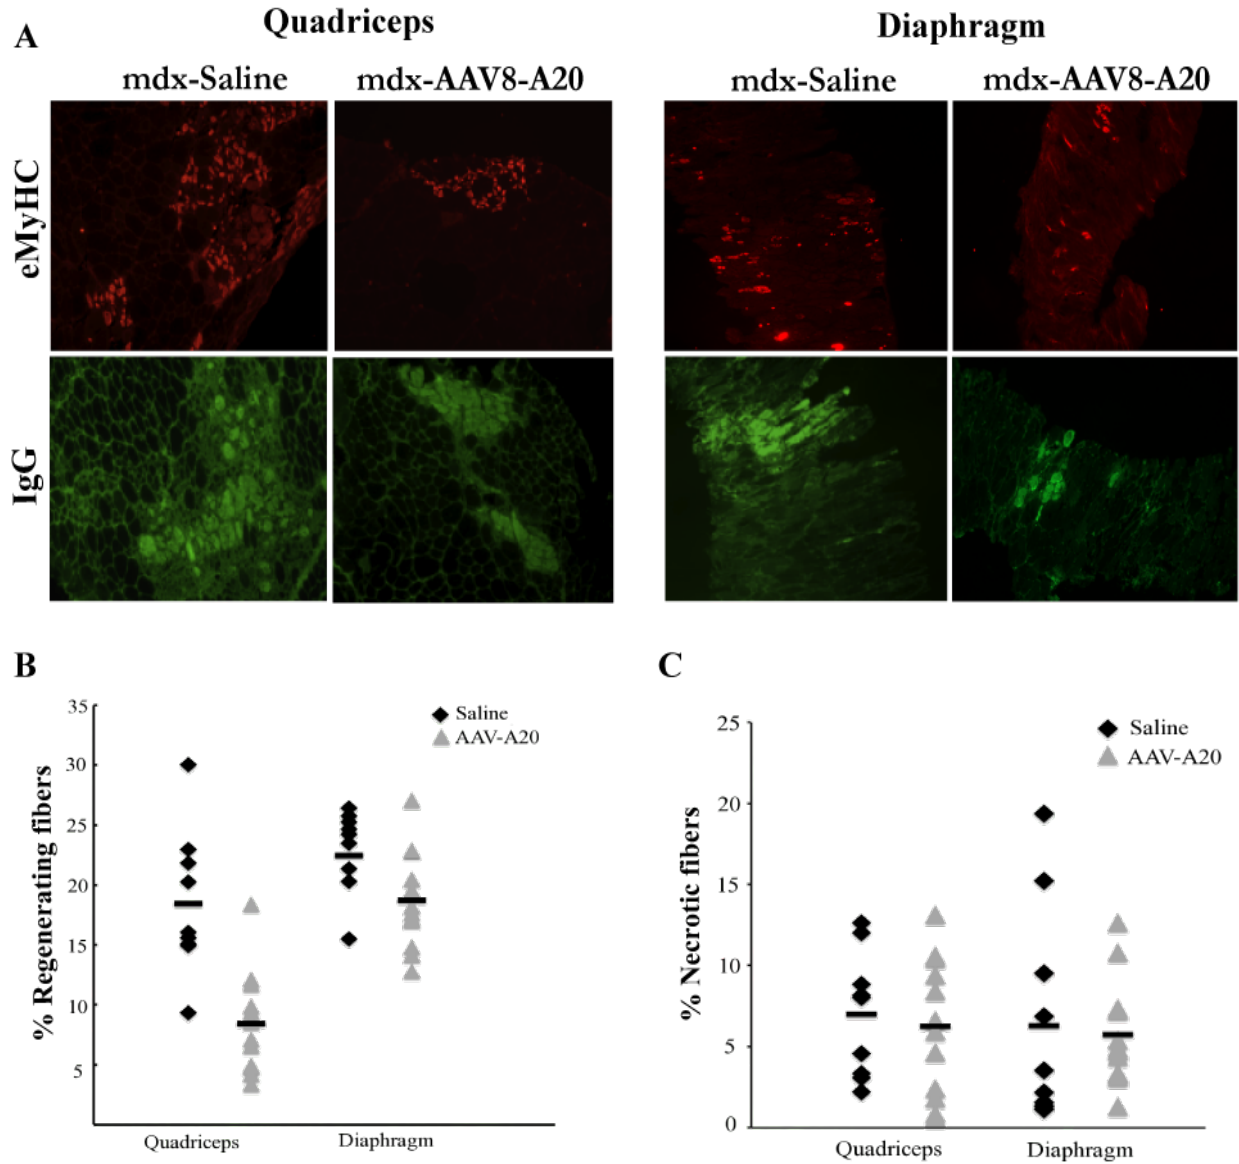 A
Quadriceps
Diaphragm
mdx-Saline
mdx-AAV8-A20
mdx-Saline
mdx-AAV8-A20
eMyHC
IgG
B
% Regenerating fibers
35
30
25
20
15
10
5
Saline
AAV-A20
Quadriceps
Diaphragm
C
% Necrotic fibers
25
20
15
10
5
0
Saline
AAV-A20
Quadriceps
Diaphragm